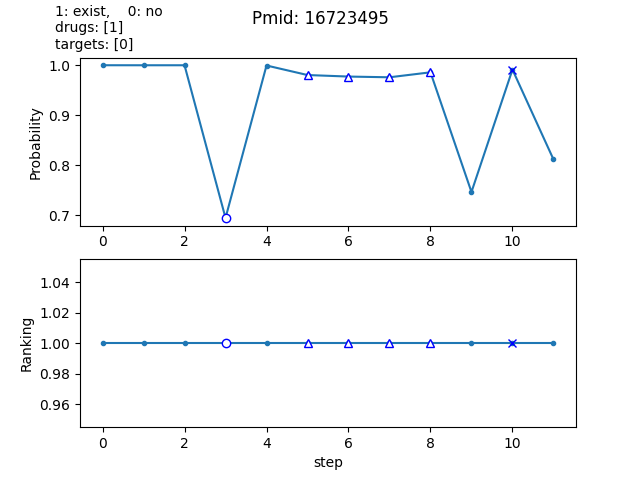 1: exist,    0: no
drugs: [1]
targets: [0]
Pmid: 16723495
1.0
0.9
0.8
0.7
Probability
0 2 4 6 8 10
1.04
1.02
1.00
0.98
0.96
Ranking
0 2 4 6 8 10
step